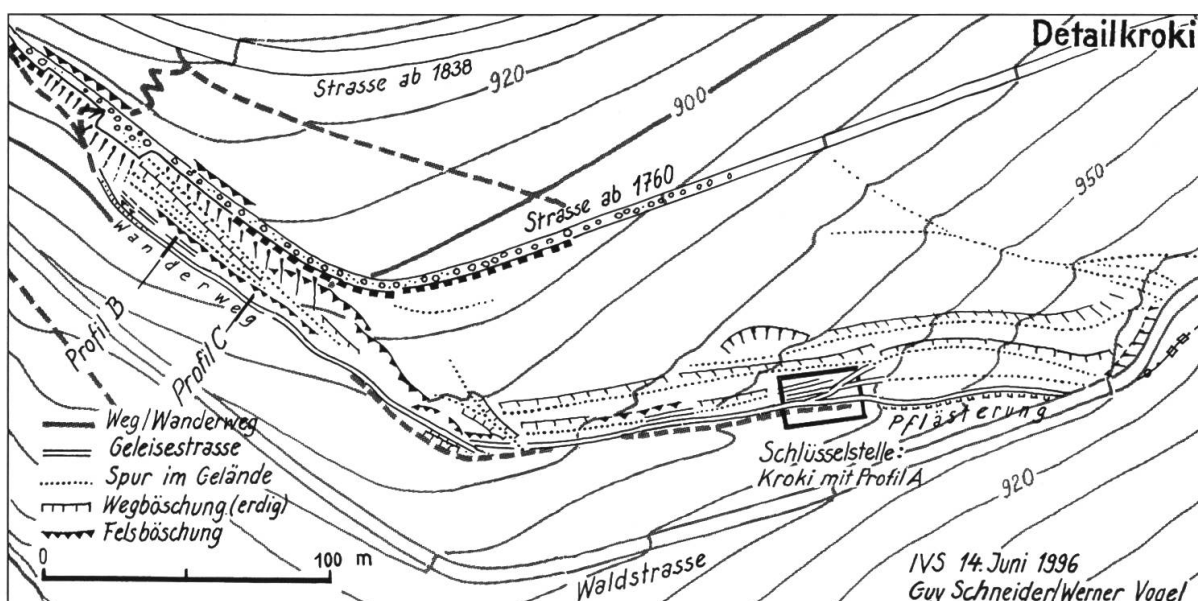 Detailkroki
Strasse ab 1838
920
900
Strasse ab 1760
950
Wanderweg
Profil B
Profil C
Weg/Wanderweg
Geleisestrasse
Spur im Gelände
Wegböschung (erdig)
Felsböschung
0 100 m
Pflästerung
Schlüsselstelle:
Kroki mit Profil A
920
Waldstrasse
IVS 14. Juni 1996
Guy Schneider/Werner Vogel